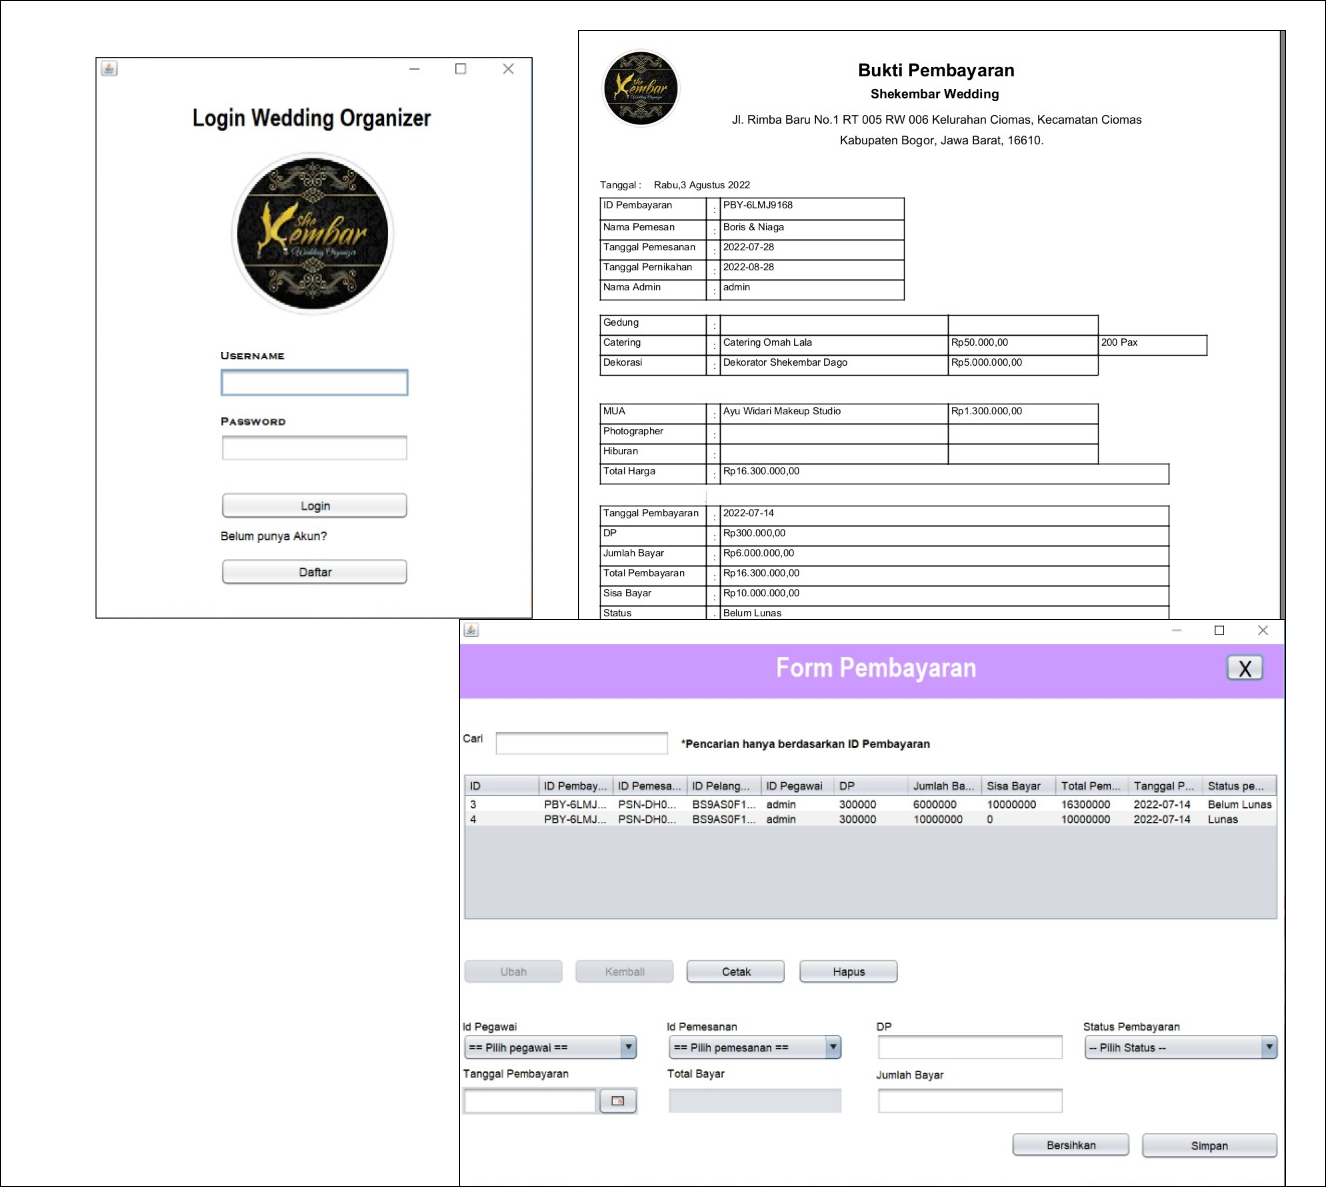 Login Wedding Organizer
She
Kembar
Wedding Organizer
USERNAME
PASSWORD
Login
Belum punya Akun?
Daftar
She
Kembar
Bukti Pembayaran
Shekembar Wedding
Jl. Rimba Baru No.1 RT 005 RW 006 Kelurahan Ciomas, Kecamatan Ciomas
Kabupaten Bogor, Jawa Barat, 16610.
Tanggal : Rabu,3 Agustus 2022
ID Pembayaran : PBY-6LMJ9168
Nama Pemesan : Boris & Niaga
Tanggal Pemesanan : 2022-07-28
Tanggal Pernikahan : 2022-08-28
Nama Admin : admin
Gedung :
Catering : Catering Omah Lala Rp50.000,00 200 Pax
Dekorasi : Dekorator Shekembar Dago Rp5.000.000,00
MUA : Ayu Widari Makeup Studio Rp1.300.000,00
Photographer :
Hiburan :
Total Harga : Rp16.300.000,00
Tanggal Pembayaran : 2022-07-14
DP : Rp300.000,00
Jumlah Bayar : Rp6.000.000,00
Total Pembayaran : Rp16.300.000,00
Sisa Bayar : Rp10.000.000,00
Status : Belum Lunas
Form Pembayaran
X
Cari *Pencarian hanya berdasarkan ID Pembayaran
ID ID Pembay... ID Pemesa... ID Pelang... ID Pegawai DP Jumlah Ba... Sisa Bayar Total Pem... Tanggal P... Status pe...
3 PBY-6LMJ... PSN-DH0... BS9AS0F1... admin 300000 6000000 10000000 16300000 2022-07-14 Belum Lunas
4 PBY-6LMJ... PSN-DH0... BS9AS0F1... admin 300000 10000000 0 10000000 2022-07-14 Lunas
Ubah Kembali Cetak Hapus
Id Pegawai Id Pemesanan DP Status Pembayaran
== Pilih pegawai == == Pilih pemesanan == -- Pilih Status --
Tanggal Pembayaran Total Bayar Jumlah Bayar
Bersihkan Simpan